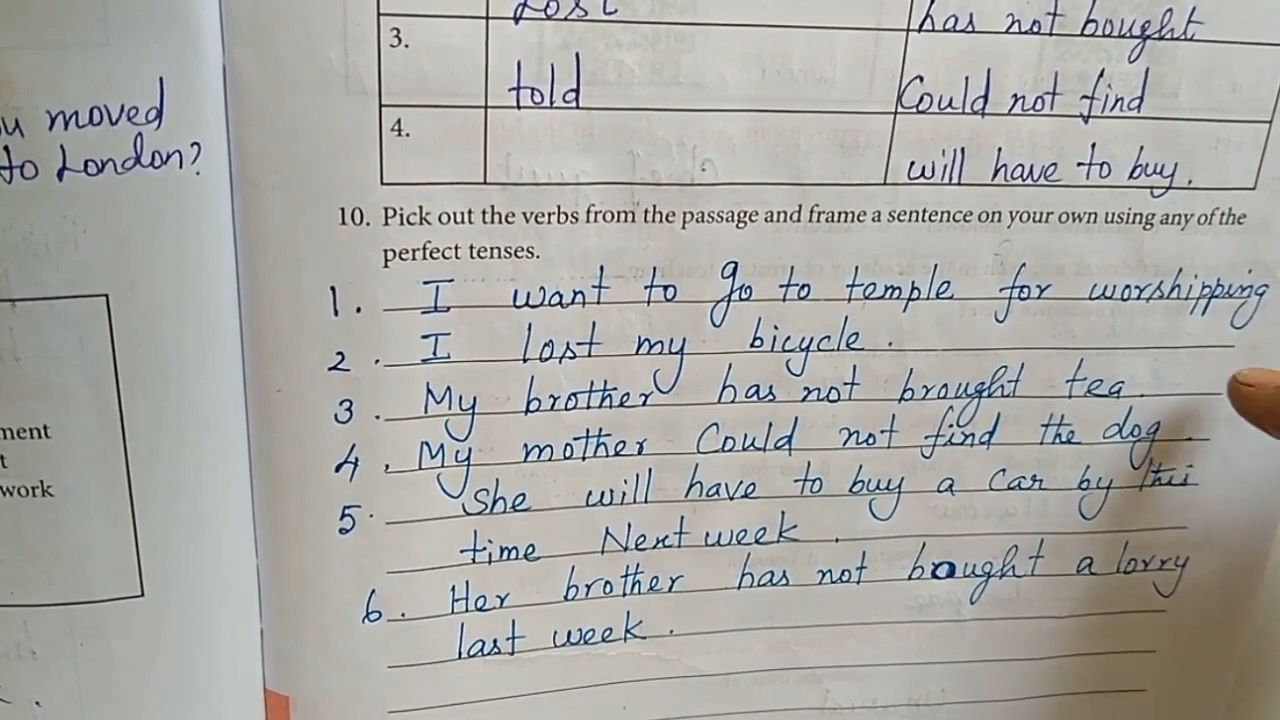 has not bought
3.
told
Could not find
4.
will have to buy.
moved
to London?
10. Pick out the verbs from the passage and frame a sentence on your own using any of the
perfect tenses.
1. I want to go to temple for worshipping
2. I lost my bicycle.
3. My brother has not brought tea.
4. My mother Could not find the dog.
5. She will have to buy a Car by this
time Next week.
6. Her brother has not bought a lorry
last week.
work